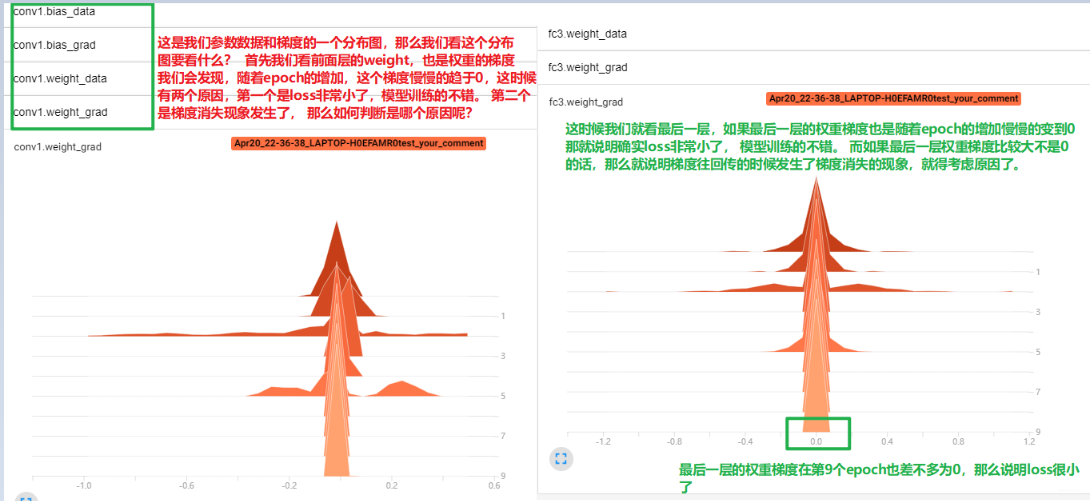 conv1.bias_data
conv1.bias_grad
conv1.weight_data
conv1.weight_grad
conv1.weight_grad
这是我们参数数据和梯度的一个分布图，那么我们看这个分布
图要看什么？ 首先我们看前面层的weight，也是权重的梯度
我们会发现，随着epoch的增加，这个梯度慢慢的趋于0，这时候
有两个原因，第一个是loss非常小了，模型训练的不错。 第二个
是梯度消失现象发生了， 那么如何判断是哪个原因呢？
Apr20_22-36-38_LAPTOP-H0EFAMR0test_your_comment
1
3
5
7
9
-1.0
-0.6
-0.2
0.2
0.6
fc3.weight_data
fc3.weight_grad
fc3.weight_grad
Apr20_22-36-38_LAPTOP-H0EFAMR0test_your_comment
这时候我们就看最后一层，如果最后一层的权重梯度也是随着epoch的增加慢慢的变到0
那就说明确实loss非常小了， 模型训练的不错。 而如果最后一层权重梯度比较大不是0
的话，那么就说明梯度往回传的时候发生了梯度消失的现象，就得考虑原因了。
1
3
5
7
9
-1.2
-0.8
-0.4
0.0
0.4
0.8
1.2
最后一层的权重梯度在第9个epoch也差不多为0，那么说明loss很小
了